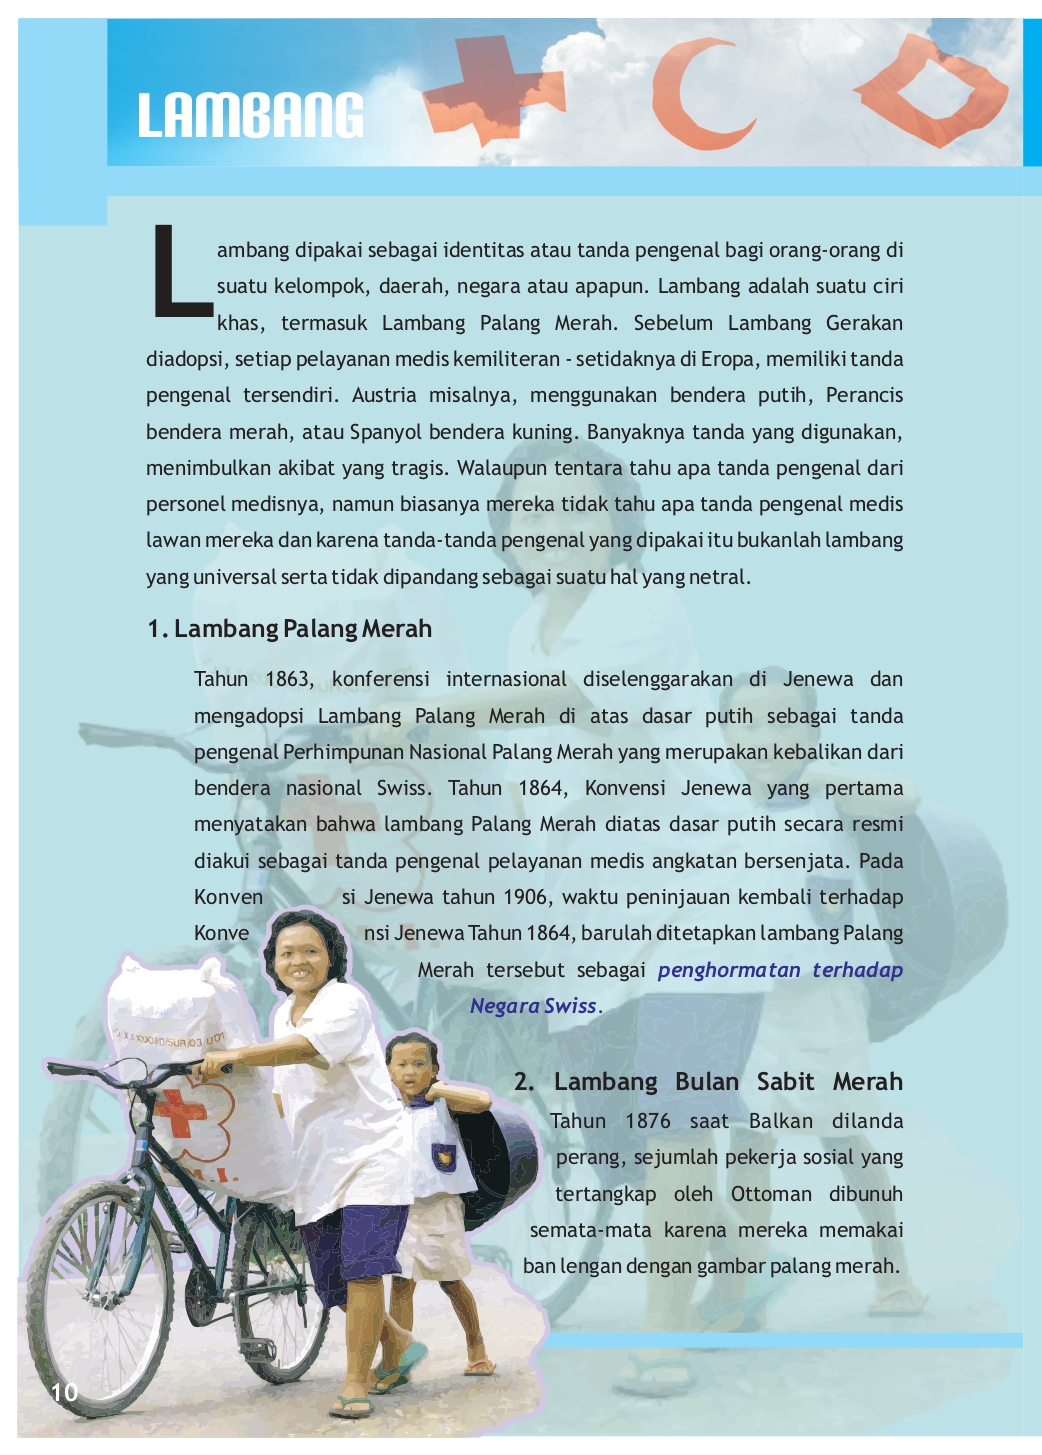 LAMBANG
Lambang dipakai sebagai identitas atau tanda pengenal bagi orang-orang di
suatu kelompok, daerah, negara atau apapun. Lambang adalah suatu ciri
khas, termasuk Lambang Palang Merah. Sebelum Lambang Gerakan
diadopsi, setiap pelayanan medis kemiliteran - setidaknya di Eropa, memiliki tanda
pengenal tersendiri. Austria misalnya, menggunakan bendera putih, Perancis
bendera merah, atau Spanyol bendera kuning. Banyaknya tanda yang digunakan,
menimbulkan akibat yang tragis. Walaupun tentara tahu apa tanda pengenal dari
personel medisnya, namun biasanya mereka tidak tahu apa tanda pengenal medis
lawan mereka dan karena tanda-tanda pengenal yang dipakai itu bukanlah lambang
yang universal serta tidak dipandang sebagai suatu hal yang netral.
1. Lambang Palang Merah
Tahun 1863, konferensi internasional diselenggarakan di Jenewa dan
mengadopsi Lambang Palang Merah di atas dasar putih sebagai tanda
pengenal Perhimpunan Nasional Palang Merah yang merupakan kebalikan dari
bendera nasional Swiss. Tahun 1864, Konvensi Jenewa yang pertama
menyatakan bahwa lambang Palang Merah diatas dasar putih secara resmi
diakui sebagai tanda pengenal pelayanan medis angkatan bersenjata. Pada
Konven si Jenewa tahun 1906, waktu peninjauan kembali terhadap
Konve nsi Jenewa Tahun 1864, barulah ditetapkan lambang Palang
Merah tersebut sebagai penghormatan terhadap
Negara Swiss.
2. Lambang Bulan Sabit Merah
Tahun 1876 saat Balkan dilanda
perang, sejumlah pekerja sosial yang
tertangkap oleh Ottoman dibunuh
semata-mata karena mereka memakai
ban lengan dengan gambar palang merah.
10